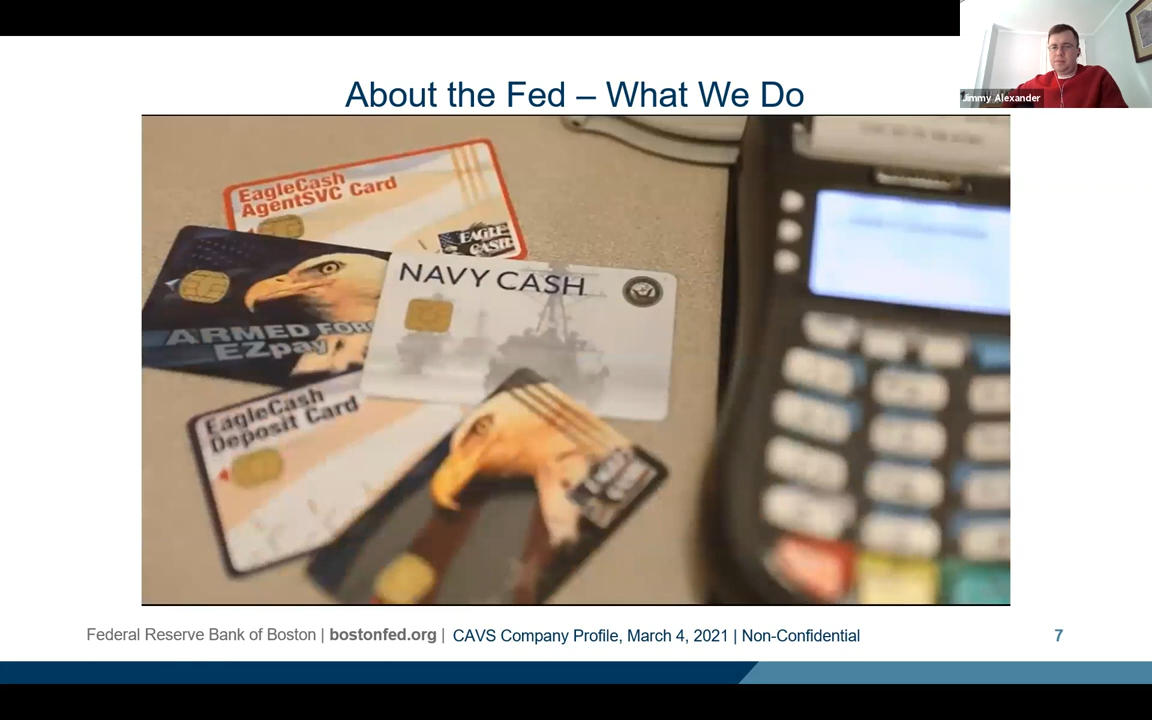 About the Fed – What We Do
Jimmy Alexander
EagleCash
AgentSVC Card
EAGLE
CASH
ARMED FOR
EZpay
NAVY CASH
EagleCash
Deposit Card
Federal Reserve Bank of Boston | bostonfed.org | CAVS Company Profile, March 4, 2021 | Non-Confidential
7